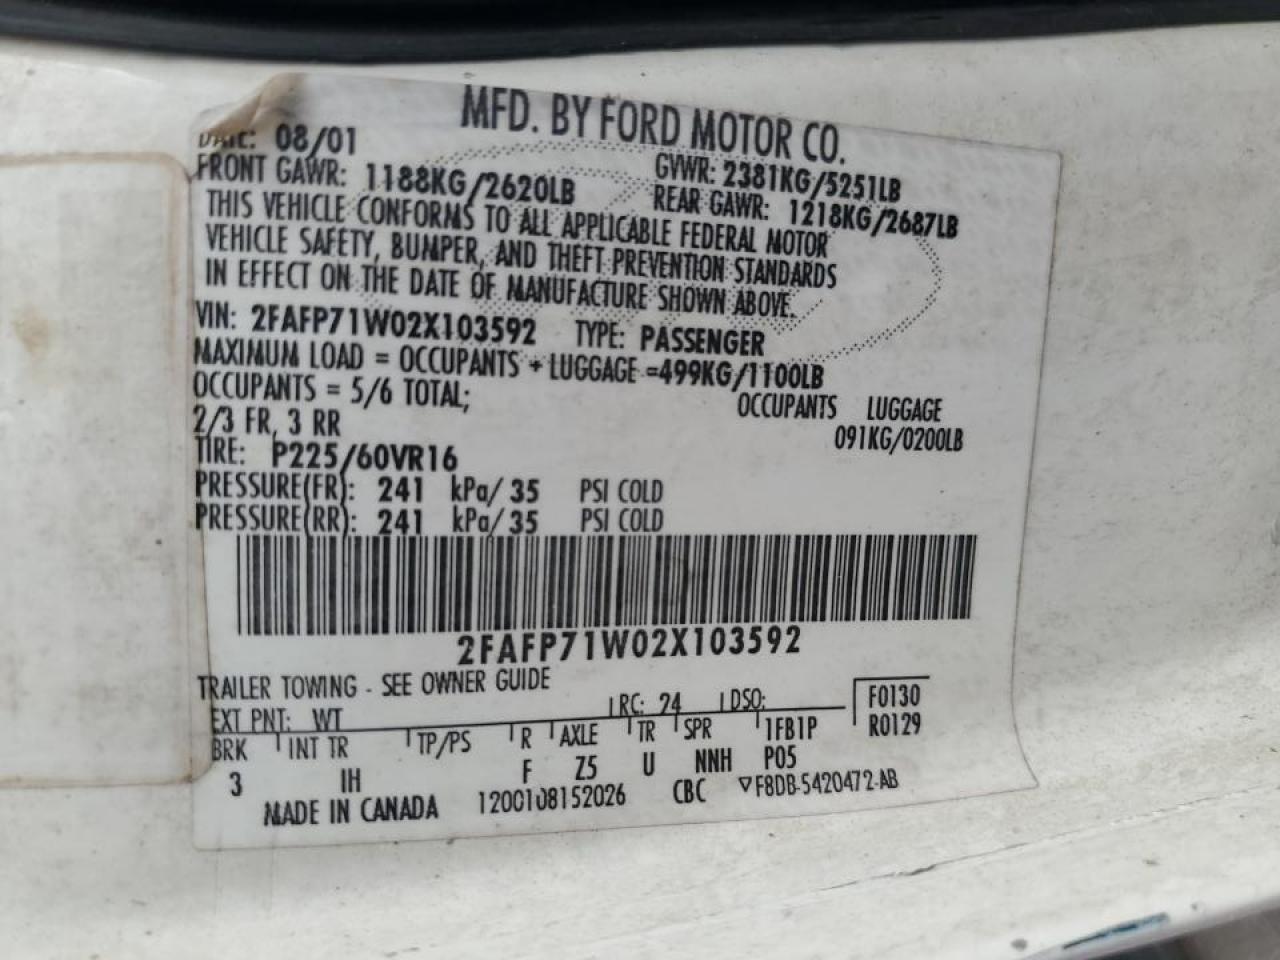 MFD. BY FORD MOTOR CO.
DATE: 08/01
GVWR: 2381KG/5251LB
FRONT GAWR: 1188KG/2620LB
REAR GAWR: 1218KG/2687LB
THIS VEHICLE CONFORMS TO ALL APPLICABLE FEDERAL MOTOR
VEHICLE SAFETY, BUMPER, AND THEFT PREVENTION STANDARDS
IN EFFECT ON THE DATE OF MANUFACTURE SHOWN ABOVE.
VIN: 2FAFP71W02X103592 TYPE: PASSENGER
MAXIMUM LOAD = OCCUPANTS + LUGGAGE =499KG/1100LB
OCCUPANTS = 5/6 TOTAL;
OCCUPANTS LUGGAGE
2/3 FR, 3 RR
091KG/0200LB
TIRE: P225/60VR16
PRESSURE(FR): 241 kPa/ 35 PSI COLD
PRESSURE(RR): 241 kPa/ 35 PSI COLD
2FAFP71W02X103592
TRAILER TOWING - SEE OWNER GUIDE
EXT PNT: WT RC: 24 DSO: F0130
BRK INT TR TP/PS R AXLE TR SPR 1FB1P R0129
3 IH F Z5 U NNH P05
MADE IN CANADA 1200108152026 CBC ▽F8DB-5420472-AB